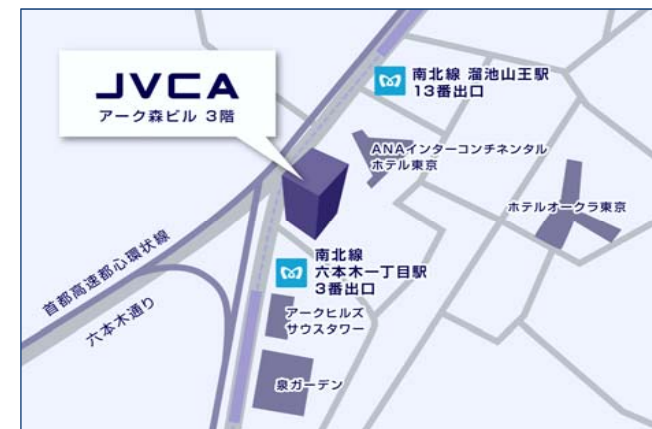 JVCA
アーク森ビル 3階
南北線 溜池山王駅
13番出口
ANAインターコンチネンタル
ホテル東京
ホテルオークラ東京
首都高速都心環状線
六本木通り
南北線
六本木一丁目駅
3番出口
アークヒルズ
サウスタワー
泉ガーデン